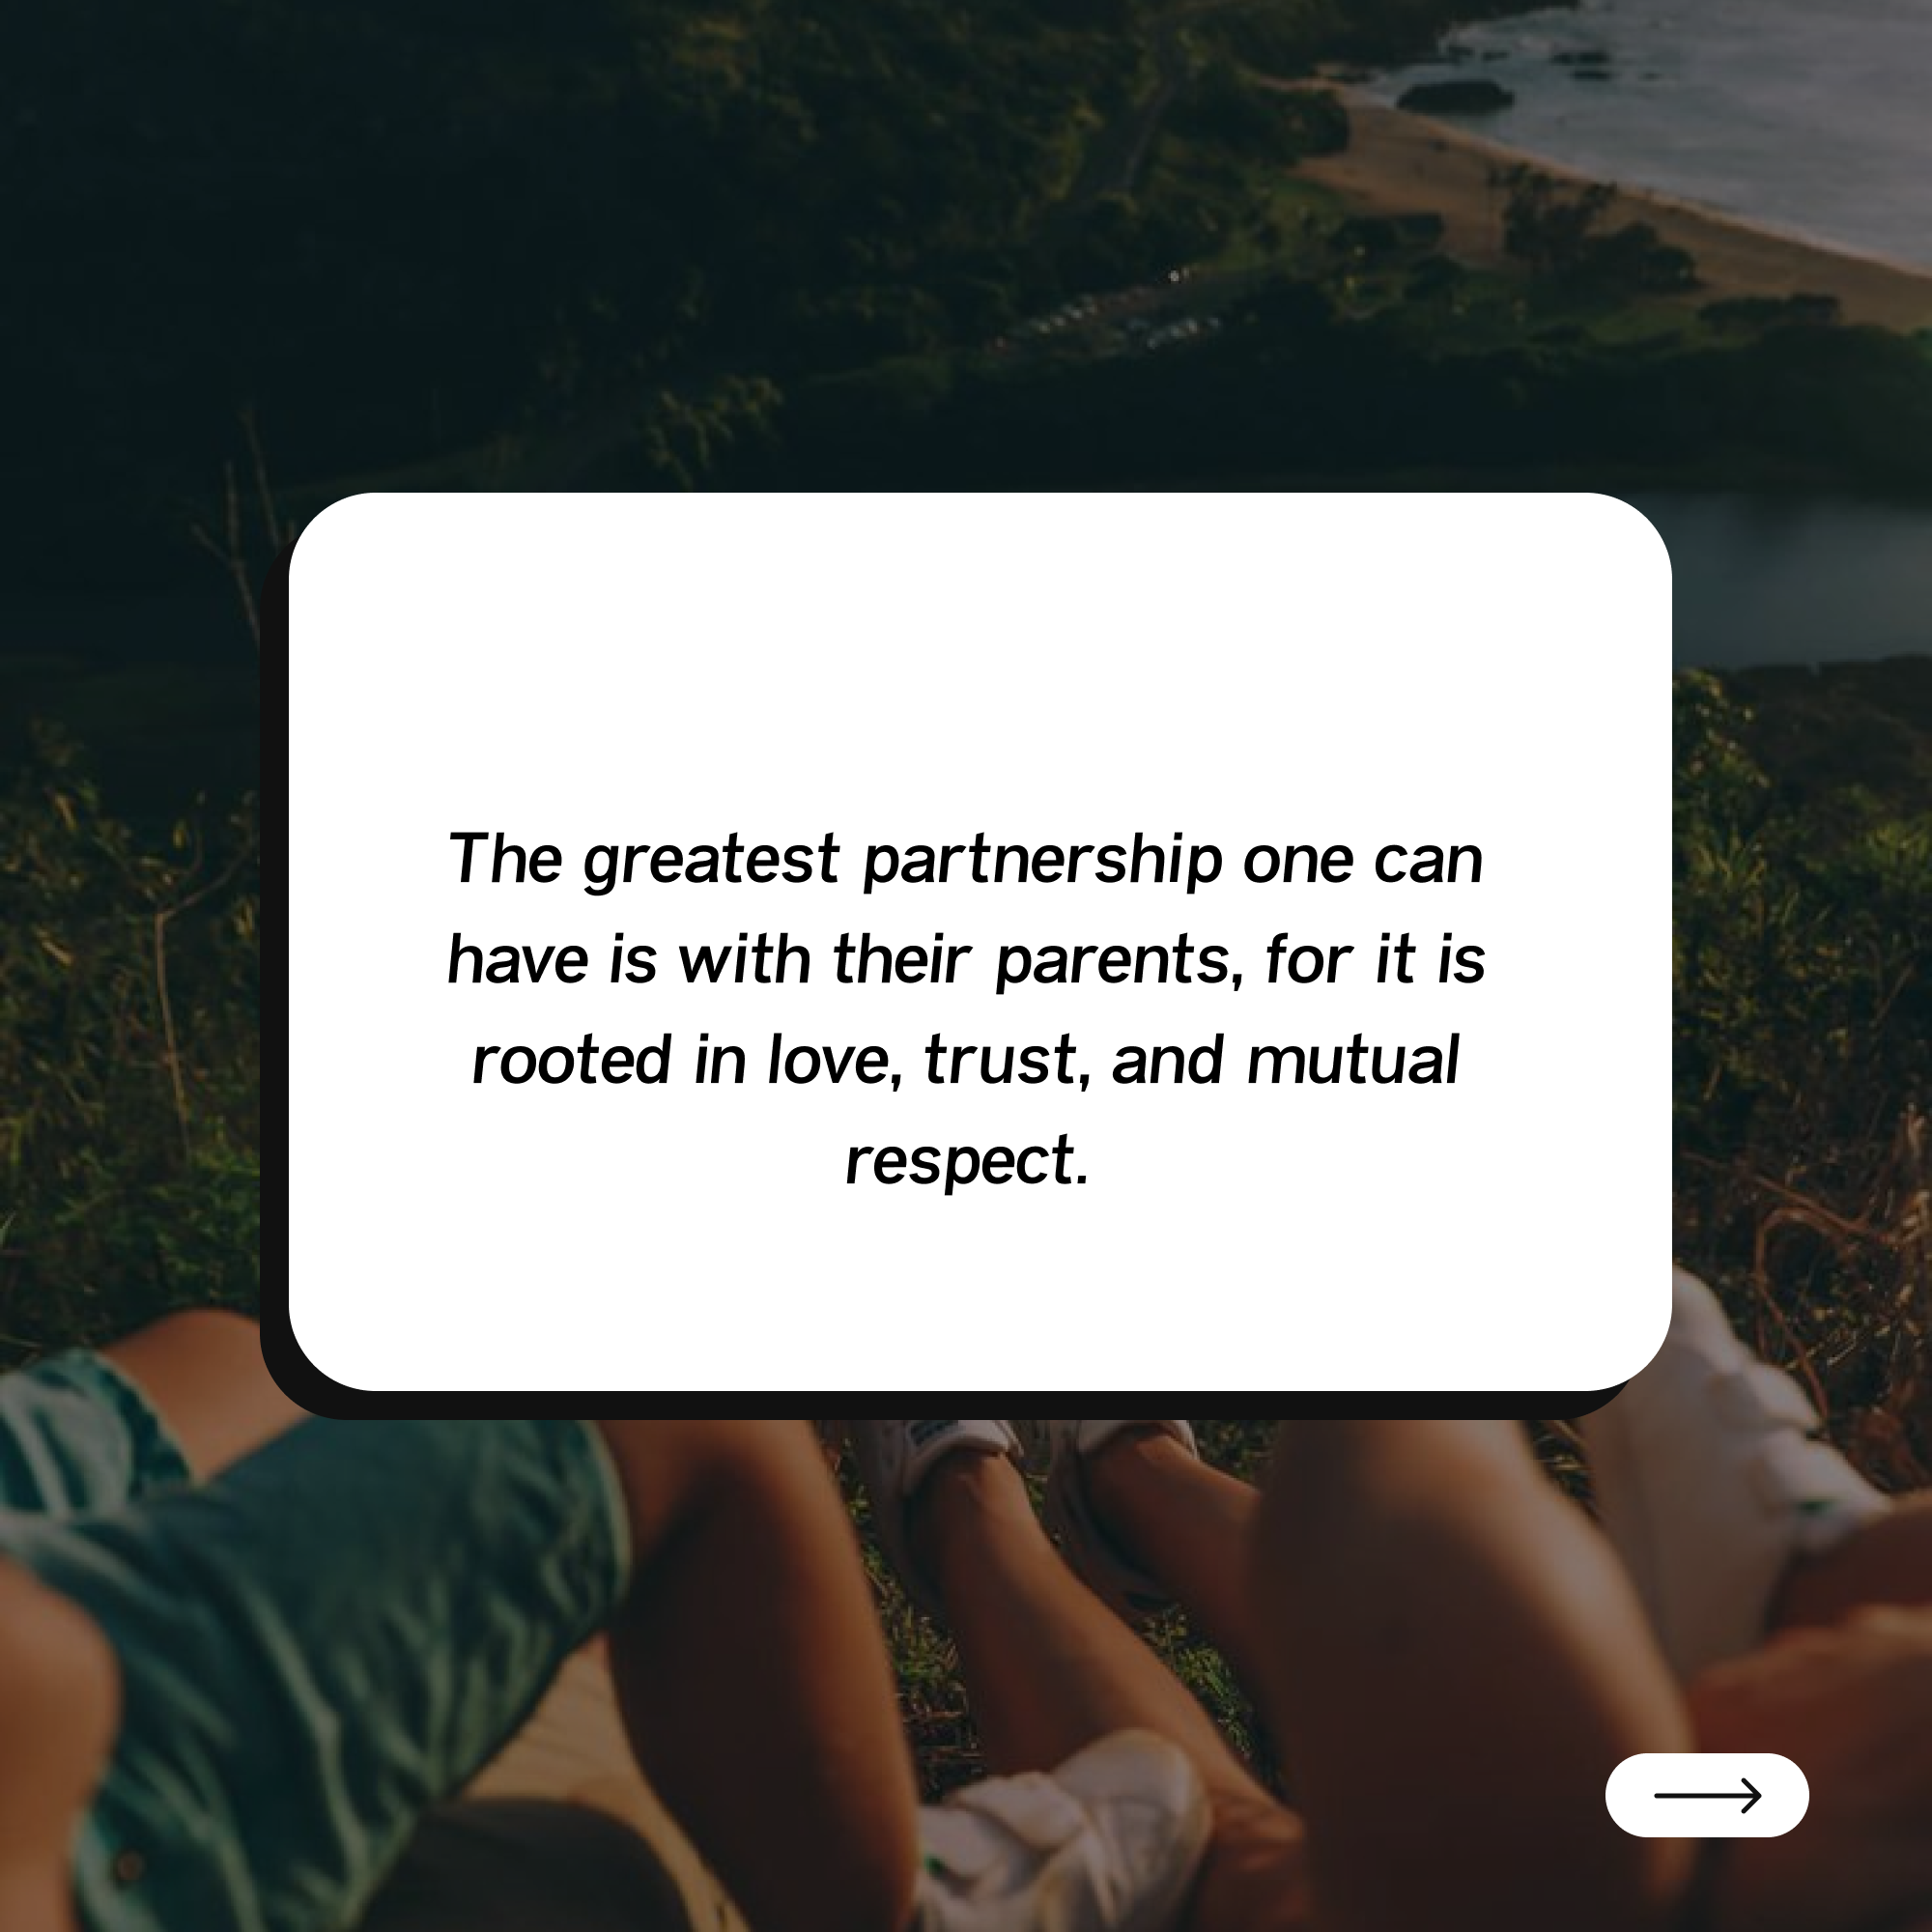 The greatest partnership one can
have is with their parents, for it is
rooted in love, trust, and mutual
respect.